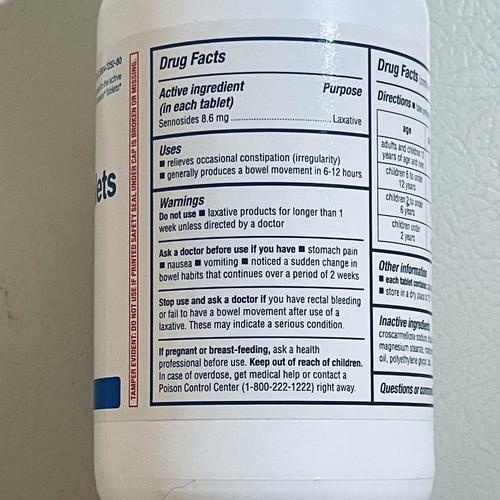 ets
TAMPER EVIDENT: DO NOT USE IF PRINTED SAFETY SEAL UNDER CAP IS BROKEN OR MISSING.
Drug Facts
Active ingredient Purpose
(in each tablet)
Sennosides 8.6 mg Laxative
Uses
■ relieves occasional constipation (irregularity)
■ generally produces a bowel movement in 6-12 hours
Warnings
Do not use ■ laxative products for longer than 1
week unless directed by a doctor
Ask a doctor before use if you have ■ stomach pain
■ nausea ■ vomiting ■ noticed a sudden change in
bowel habits that continues over a period of 2 weeks
Stop use and ask a doctor if you have rectal bleeding
or fail to have a bowel movement after use of a
laxative. These may indicate a serious condition.
If pregnant or breast-feeding, ask a health
professional before use. Keep out of reach of children.
In case of overdose, get medical help or contact a
Poison Control Center (1-800-222-1222) right away.
Drug Facts
Directions ■
age
adults and children 12
years of age and over
children 6 to under
12 years
children 2 to under
6 years
children under
2 years
Other information
■ each tablet
■ store in a dry place
Inactive ingredients
croscarmellose sodium,
magnesium stearate,
oil, polyethylene glycol,
Questions or